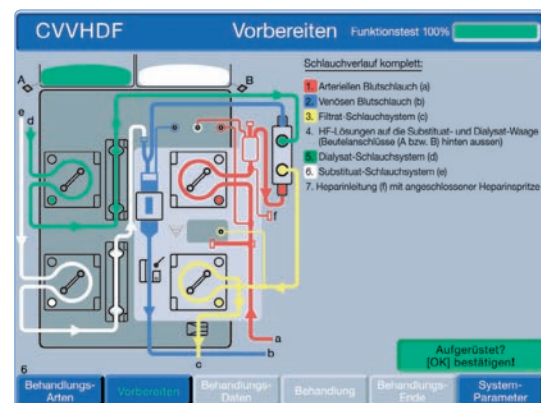 CVVHDF Vorbereiten Funktionstest 100%
A B
Schlauchverlauf komplett:
1. Arteriellen Blutschlauch (a)
2. Venösen Blutschlauch (b)
3. Filtrat-Schlauchsystem (c)
4. HF-Lösungen auf die Substituat- und Dialysat-Waage
(Beutelanschlüsse (A bzw. B) hinten aussen)
5. Dialysat-Schlauchsystem (d)
6. Substituat-Schlauchsystem (e)
7. Heparinleitung (f) mit angeschlossener Heparinspritze
e
d
f
a
b
c
Aufgerüstet?
[OK] bestätigen!
6
Behandlungs-Arten Vorbereiten Behandlungs-Daten Behandlung Behandlungs-Ende System-Parameter